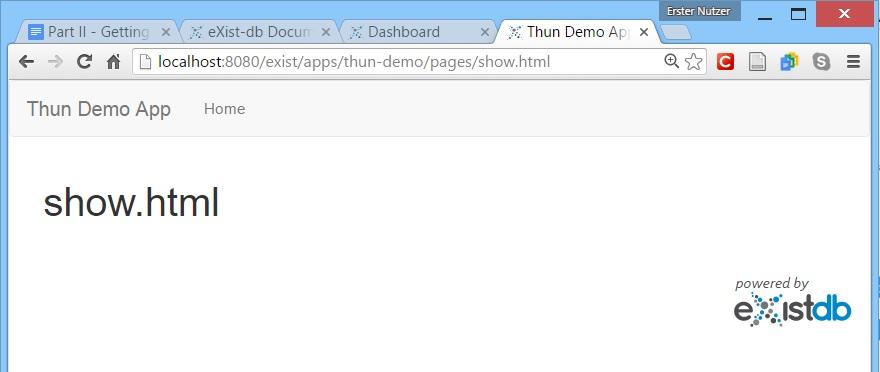 Erster Nutzer
Part II - Getting
eXist-db Docum
Dashboard
Thun Demo Ap
localhost:8080/exist/apps/thun-demo/pages/show.html
Thun Demo App
Home
show.html
powered by
eXistdb